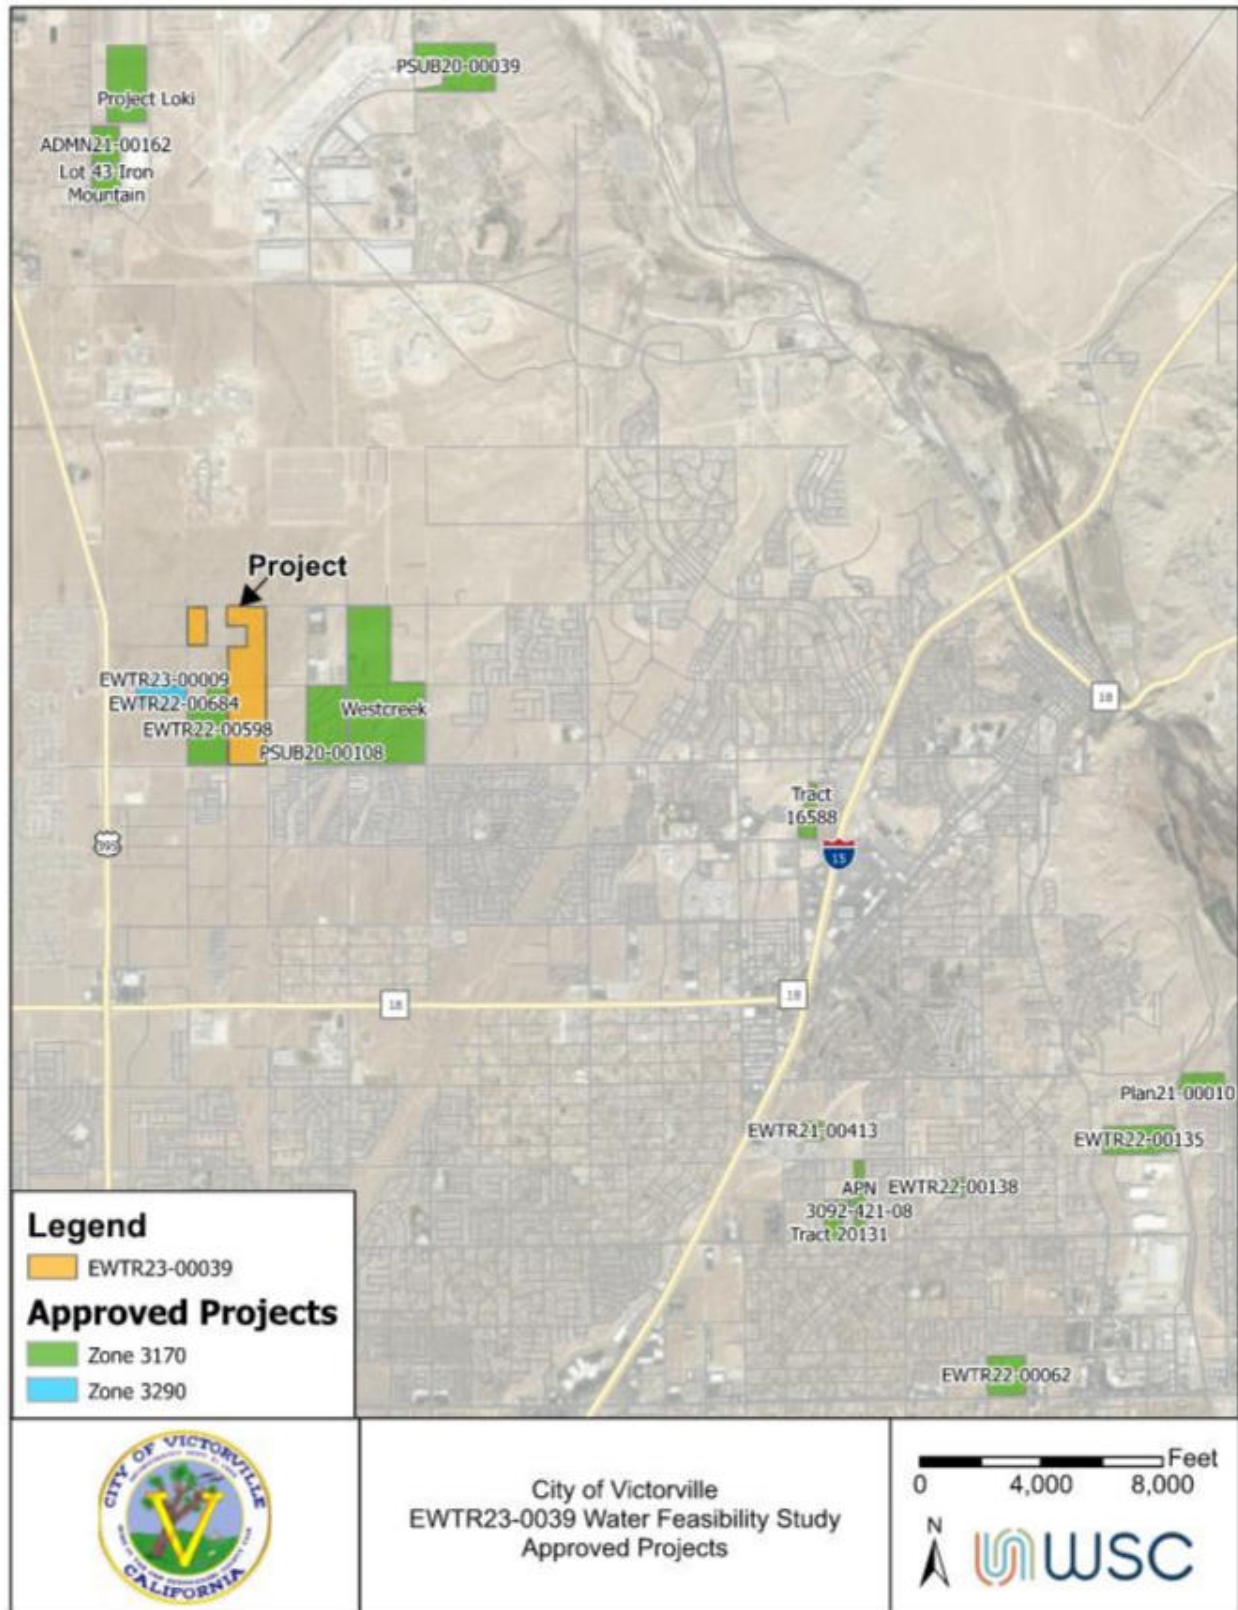 PSUB20-00039
Project Loki
ADMN21-00162
Lot 43 Iron
Mountain
Project
EWTR23-00009
EWTR22-00684
EWTR22-00598
Westcreek
PSUB20-00108
18
Tract
16588
395
15
18
18
Plan21-00010
EWTR21-00413
EWTR22-00135
APN
3092-421-08
EWTR22-00138
Tract 20131
EWTR22-00062
Legend
EWTR23-00039
Approved Projects
Zone 3170
Zone 3290
CITY OF VICTORVILLE
V
CALIFORNIA
City of Victorville
EWTR23-0039 Water Feasibility Study
Approved Projects
Feet
0 4,000 8,000
N
WSC